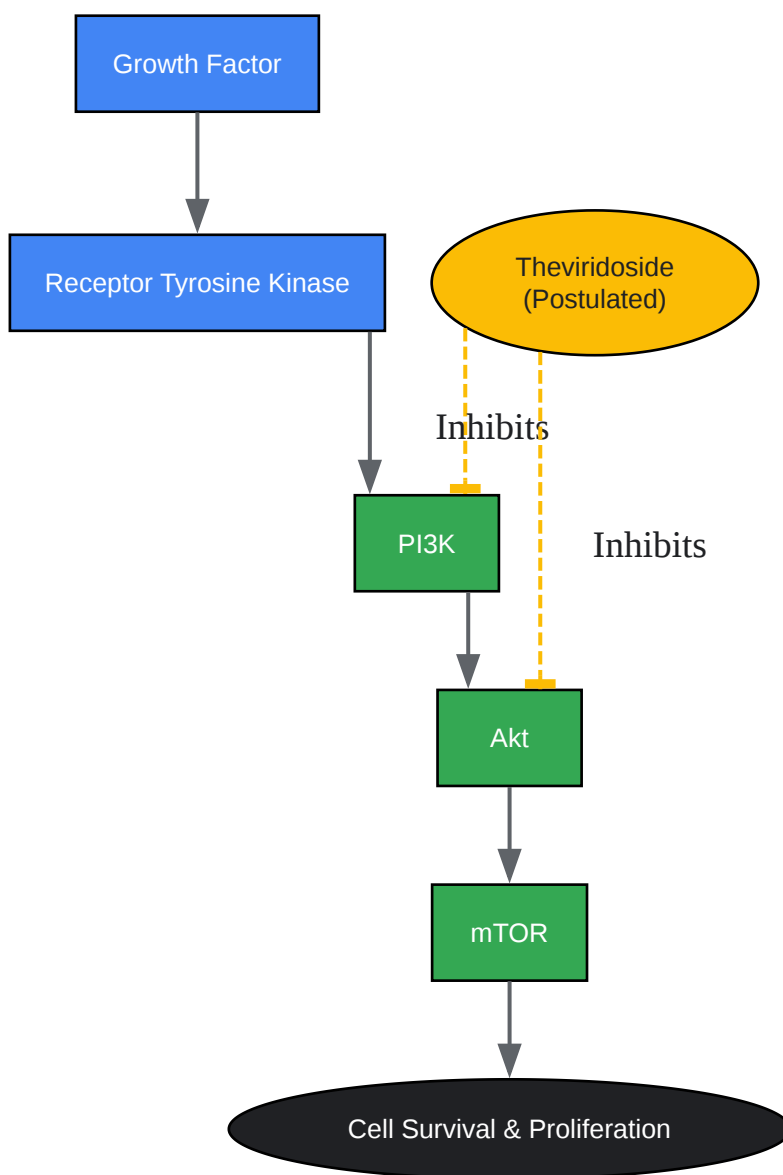 Growth Factor
Receptor Tyrosine Kinase
Theviridoside
(Postulated)
Inhibits
PI3K
Inhibits
Akt
mTOR
Cell Survival & Proliferation